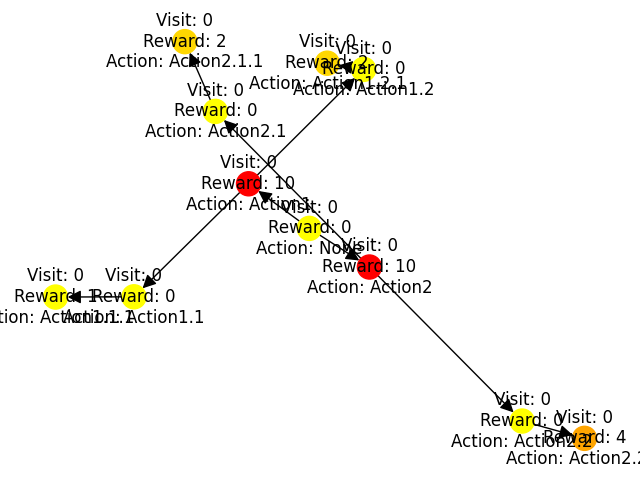 Visit: 0
Reward: 2
Action: Action2.1.1
Visit: 0
Reward: 2
Action: Action1.2.1
Visit: 0
Reward: 0
Action: Action1.2
Visit: 0
Reward: 0
Action: Action2.1
Visit: 0
Reward: 10
Action: Action1
Visit: 0
Reward: 0
Action: None
Visit: 0
Reward: 10
Action: Action2
Visit: 0
Reward: 1
tion: Action1.1.1
Visit: 0
Reward: 0
Action: Action1.1
Visit: 0
Reward: 0
Action: Action2.2
Visit: 0
Reward: 4
Action: Action2.2